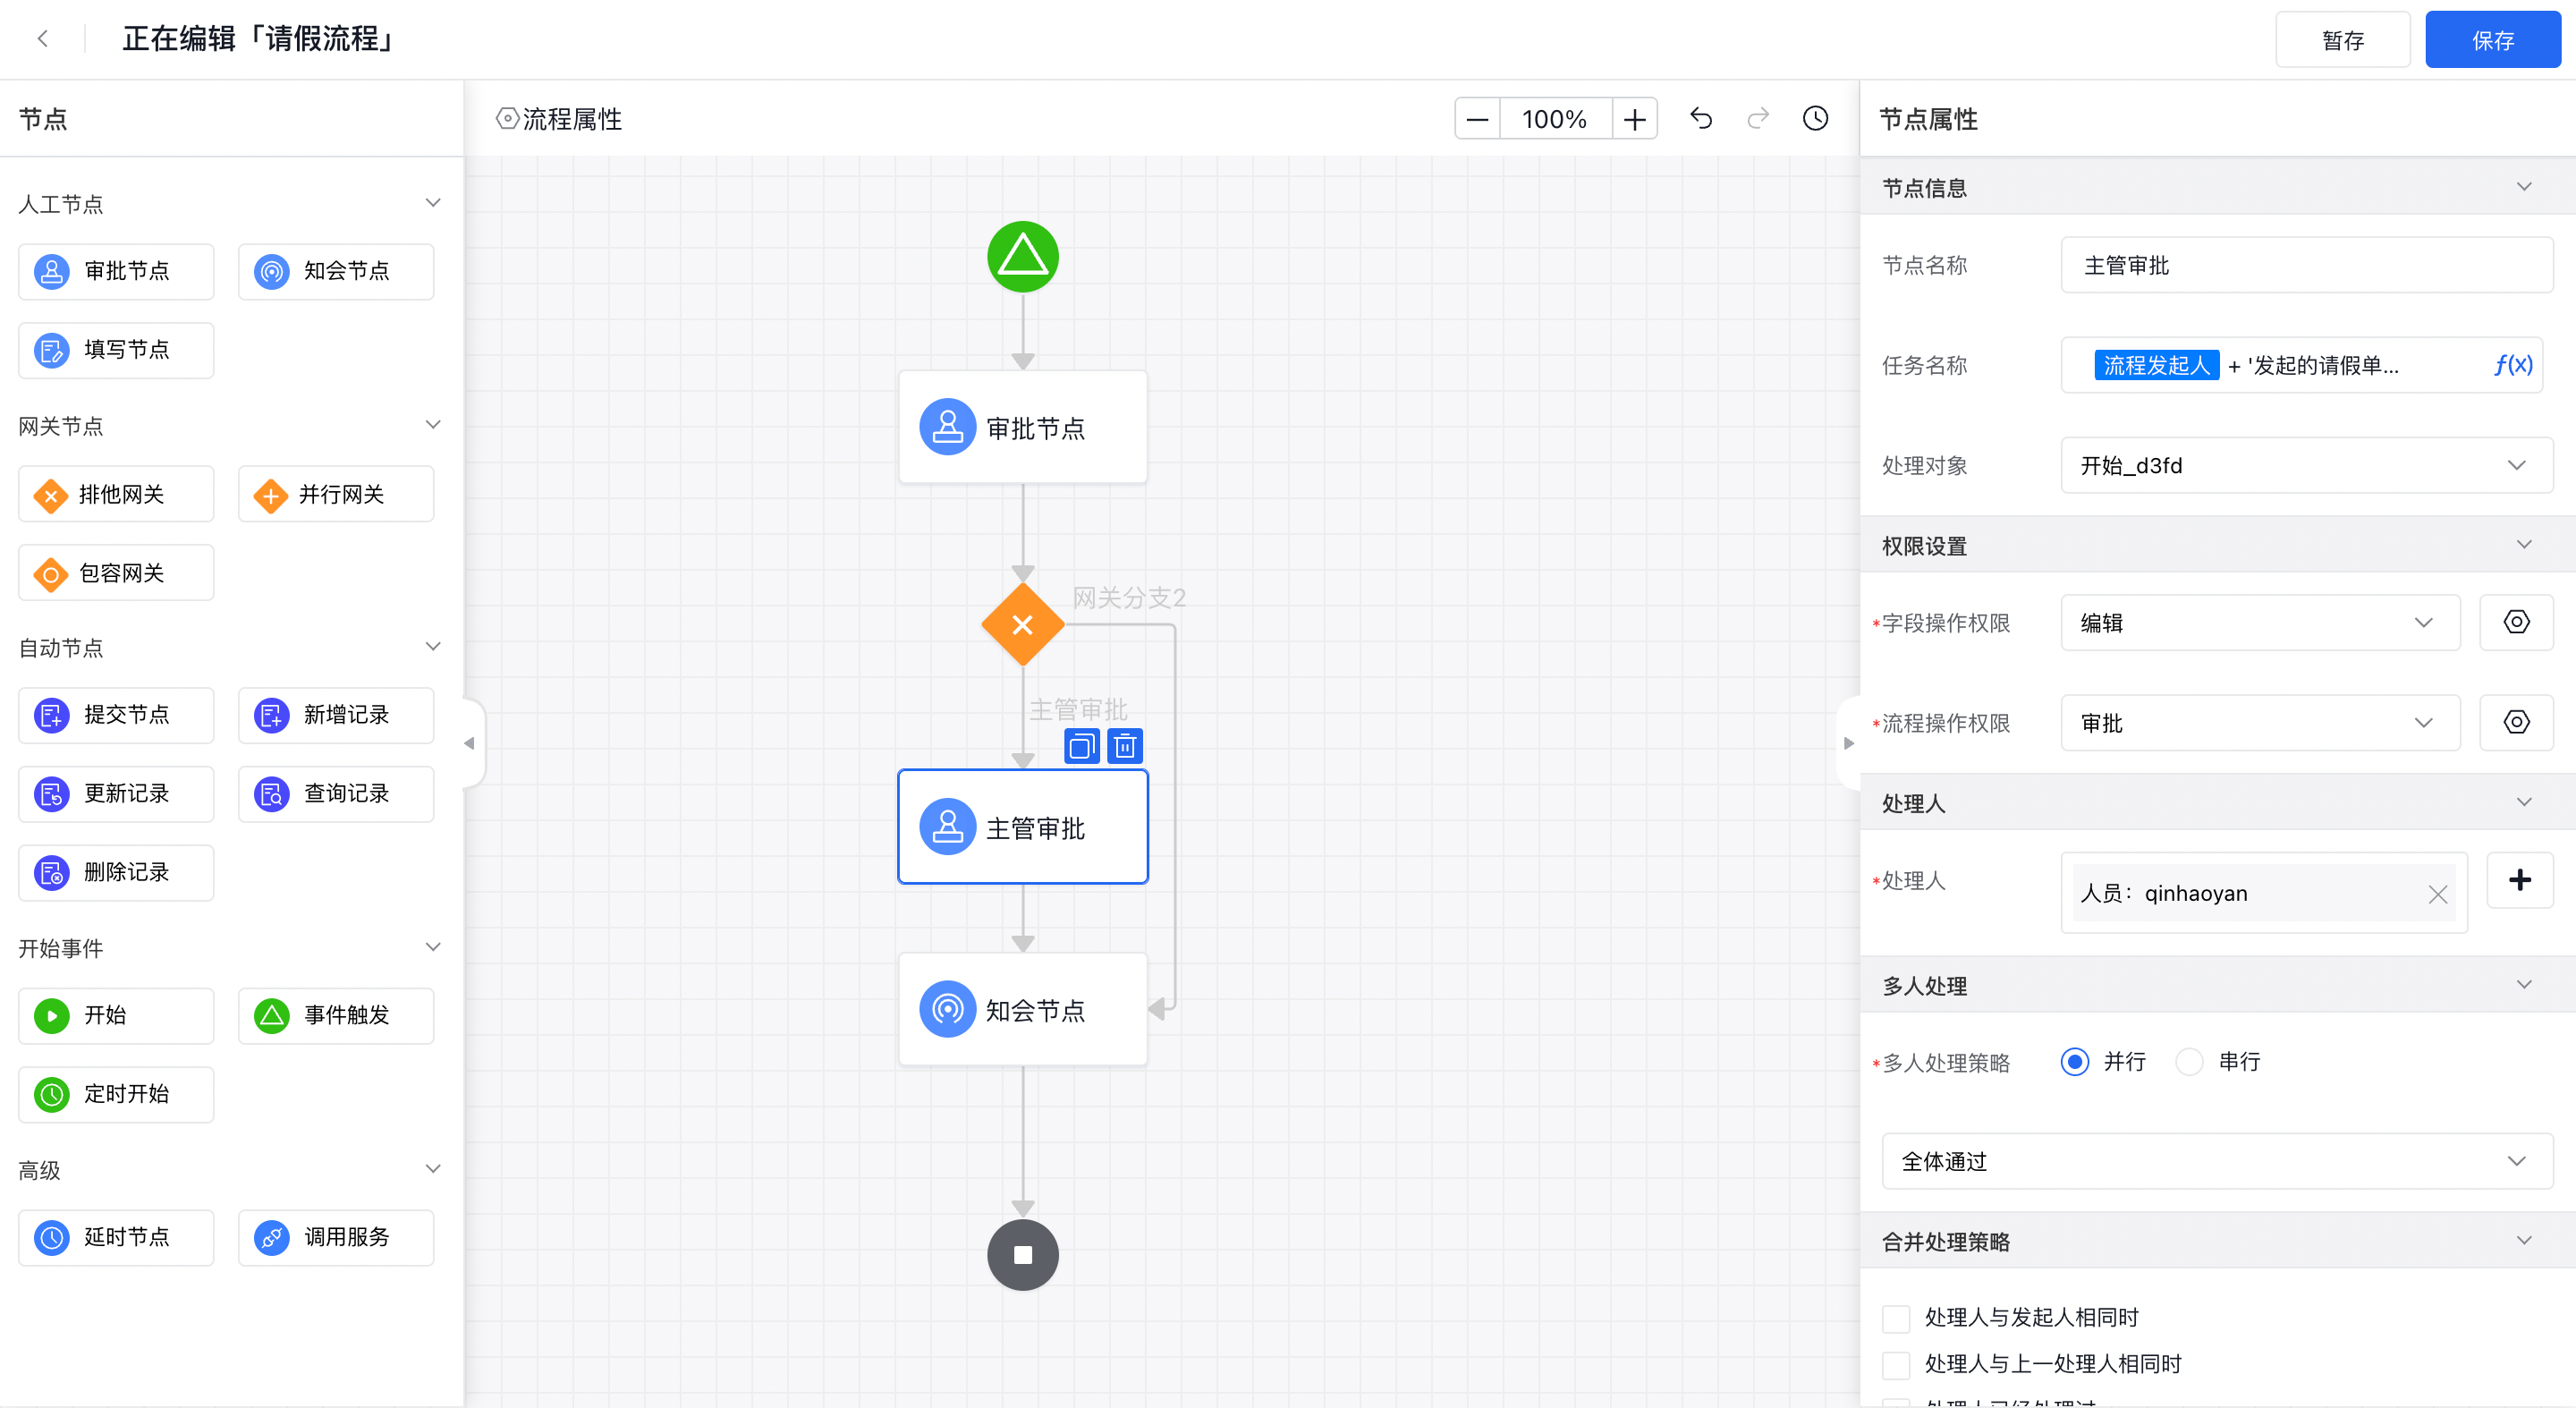 正在编辑「请假流程」
暂存
保存
节点
人工节点
审批节点
知会节点
填写节点
网关节点
排他网关
并行网关
包容网关
自动节点
提交节点
新增记录
更新记录
查询记录
删除记录
开始事件
开始
事件触发
定时开始
高级
延时节点
调用服务
流程属性
100%
审批节点
网关分支2
主管审批
主管审批
知会节点
节点属性
节点信息
节点名称
主管审批
任务名称
流程发起人 + '发起的请假单...
f(x)
处理对象
开始_d3fd
权限设置
*字段操作权限
编辑
*流程操作权限
审批
处理人
*处理人
人员：qinhaoyan
多人处理
*多人处理策略
并行
串行
全体通过
合并处理策略
处理人与发起人相同时
处理人与上一处理人相同时